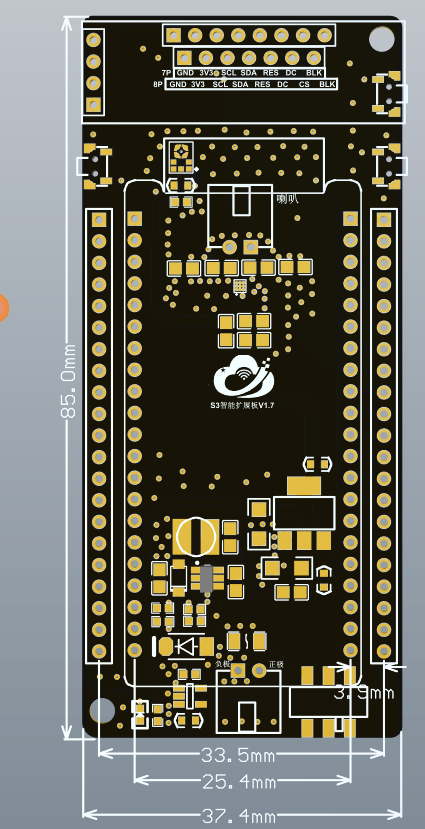 7P GND 3V3 SCL SDA RES DC BLK
8P GND 3V3 SCL SDA RES DC CS BLK
喇叭
85.0mm
S3智能扩展板V1.7
负极 正极
3.9mm
33.5mm
25.4mm
37.4mm